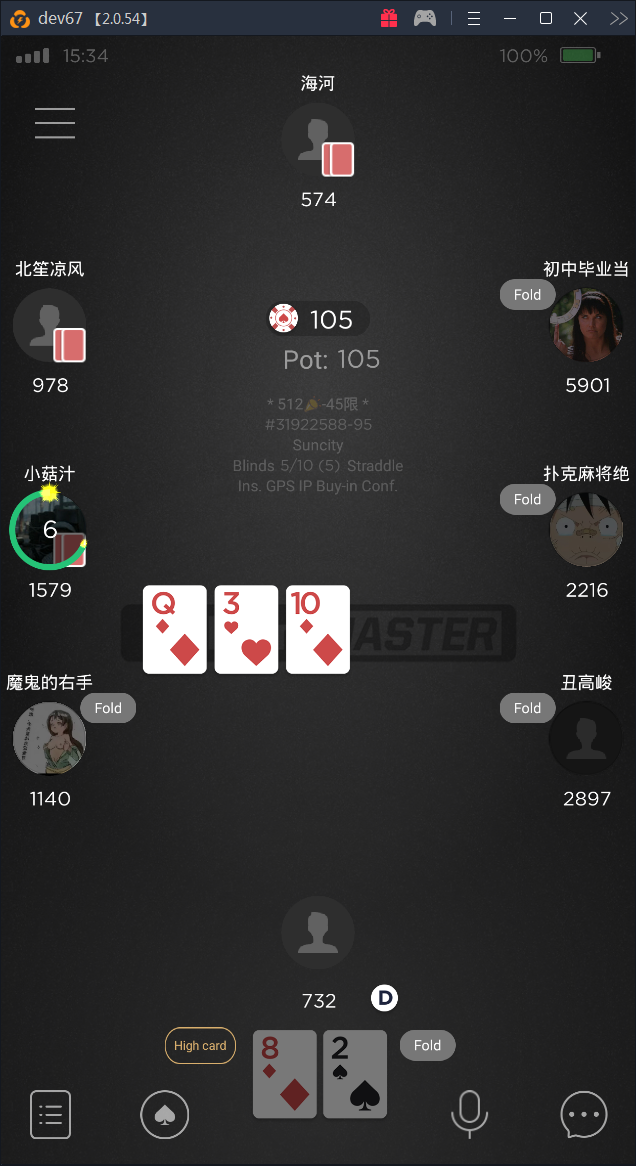 dev67 【2.0.54】
15:34
100%
海河
574
北笙凉风
初中毕业当
Fold
105
978
Pot: 105
5901
* 512🌽-45限 *
#31922588-95
Suncity
Blinds 5/10 (5) Straddle
Ins. GPS IP Buy-in Conf.
小菇汁
扑克麻将绝
Fold
6
1579
2216
Q 3 10
ASTER
魔鬼的右手
丑高峻
Fold
Fold
1140
2897
732
D
High card
8 2
Fold